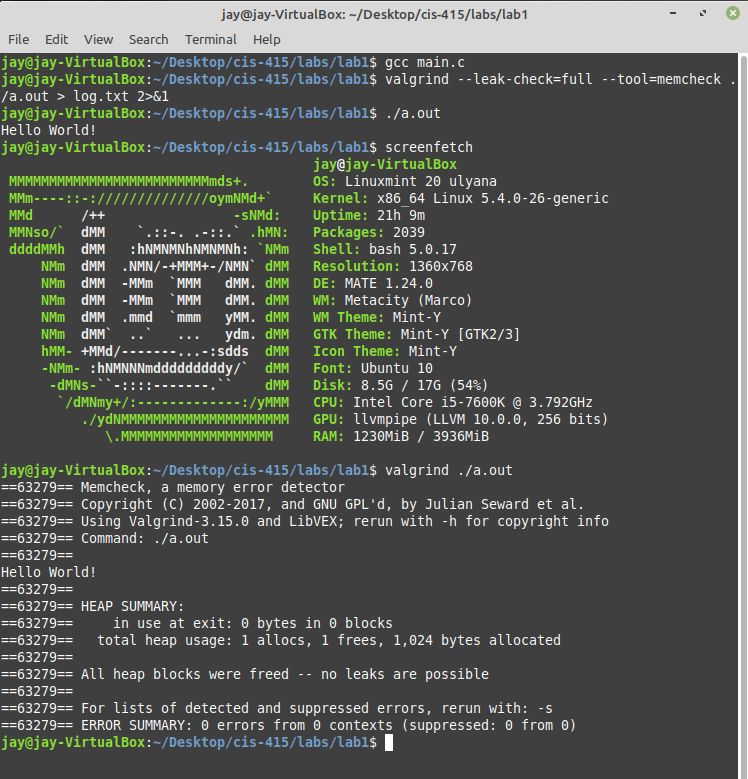 jay@jay-VirtualBox: ~/Desktop/cis-415/labs/lab1
File Edit View Search Terminal Help
jay@jay-VirtualBox:~/Desktop/cis-415/labs/lab1$ gcc main.c
jay@jay-VirtualBox:~/Desktop/cis-415/labs/lab1$ valgrind --leak-check=full --tool=memcheck .
/a.out > log.txt 2>&1
jay@jay-VirtualBox:~/Desktop/cis-415/labs/lab1$ ./a.out
Hello World!
jay@jay-VirtualBox:~/Desktop/cis-415/labs/lab1$ screenfetch
                                       jay@jay-VirtualBox
 MMMMMMMMMMMMMMMMMMMMMMMMMmds+.        OS: Linuxmint 20 ulyana
 MMm----::-://////////////oymNMd+`     Kernel: x86_64 Linux 5.4.0-26-generic
 MMd      /++                -sNMd:    Uptime: 21h 9m
 MMNso/`  dMM    `.::-. .-::.` .hMN:   Packages: 2039
 ddddMMh  dMM   :hNMNMNhNMNMNh: `NMm   Shell: bash 5.0.17
     NMm  dMM  .NMN/-+MMM+-/NMN` dMM   Resolution: 1360x768
     NMm  dMM  -MMm  `MMM   dMM. dMM   DE: MATE 1.24.0
     NMm  dMM  -MMm  `MMM   dMM. dMM   WM: Metacity (Marco)
     NMm  dMM  .mmd  `mmm   yMM. dMM   WM Theme: Mint-Y
     NMm  dMM`  ..`   ...   ydm. dMM   GTK Theme: Mint-Y [GTK2/3]
     hMM- +MMd/-------...-:sdds  dMM   Icon Theme: Mint-Y
     -NMm- :hNMNNNmdddddddddy/`  dMM   Font: Ubuntu 10
      -dMNs-``-::::-------.``    dMM   Disk: 8.5G / 17G (54%)
       `/dMNmy+/:-------------:/yMMM   CPU: Intel Core i5-7600K @ 3.792GHz
          ./ydNMMMMMMMMMMMMMMMMMMMMM   GPU: llvmpipe (LLVM 10.0.0, 256 bits)
             \.MMMMMMMMMMMMMMMMMMM     RAM: 1230MiB / 3936MiB
jay@jay-VirtualBox:~/Desktop/cis-415/labs/lab1$ valgrind ./a.out
==63279== Memcheck, a memory error detector
==63279== Copyright (C) 2002-2017, and GNU GPL'd, by Julian Seward et al.
==63279== Using Valgrind-3.15.0 and LibVEX; rerun with -h for copyright info
==63279== Command: ./a.out
==63279==
Hello World!
==63279==
==63279== HEAP SUMMARY:
==63279==     in use at exit: 0 bytes in 0 blocks
==63279==   total heap usage: 1 allocs, 1 frees, 1,024 bytes allocated
==63279==
==63279== All heap blocks were freed -- no leaks are possible
==63279==
==63279== For lists of detected and suppressed errors, rerun with: -s
==63279== ERROR SUMMARY: 0 errors from 0 contexts (suppressed: 0 from 0)
jay@jay-VirtualBox:~/Desktop/cis-415/labs/lab1$